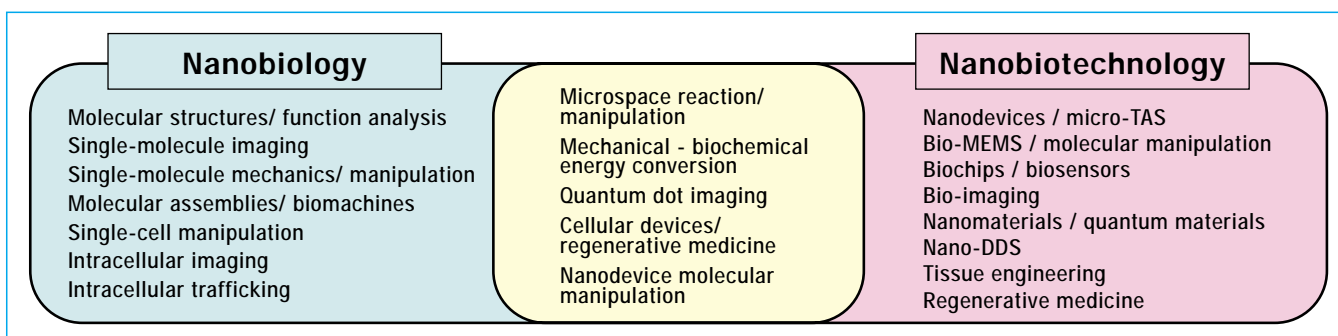 Nanobiology
Molecular structures/ function analysis
Single-molecule imaging
Single-molecule mechanics/ manipulation
Molecular assemblies/ biomachines
Single-cell manipulation
Intracellular imaging
Intracellular trafficking
Microspace reaction/
manipulation
Mechanical - biochemical
energy conversion
Quantum dot imaging
Cellular devices/
regenerative medicine
Nanodevice molecular
manipulation
Nanobiotechnology
Nanodevices / micro-TAS
Bio-MEMS / molecular manipulation
Biochips / biosensors
Bio-imaging
Nanomaterials / quantum materials
Nano-DDS
Tissue engineering
Regenerative medicine